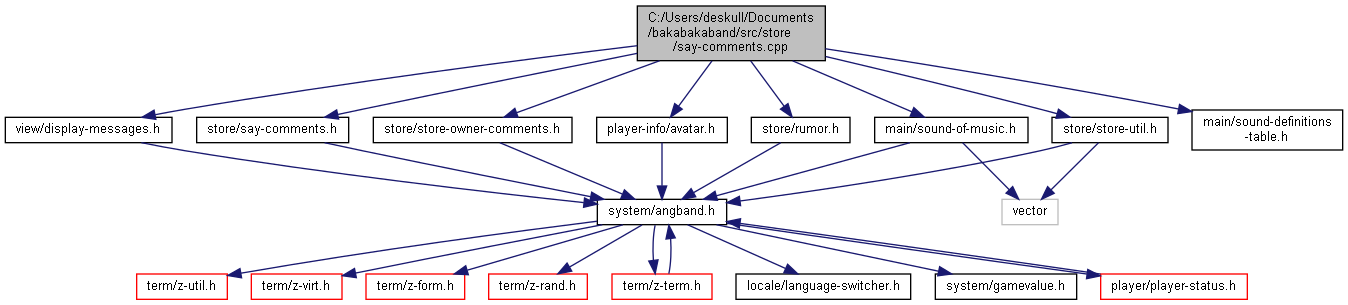 C:/Users/deskull/Documents
/bakabakaband/src/store
/say-comments.cpp
view/display-messages.h
store/say-comments.h
store/store-owner-comments.h
player-info/avatar.h
store/rumor.h
main/sound-of-music.h
store/store-util.h
main/sound-definitions
-table.h
system/angband.h
vector
term/z-util.h
term/z-virt.h
term/z-form.h
term/z-rand.h
term/z-term.h
locale/language-switcher.h
system/gamevalue.h
player/player-status.h